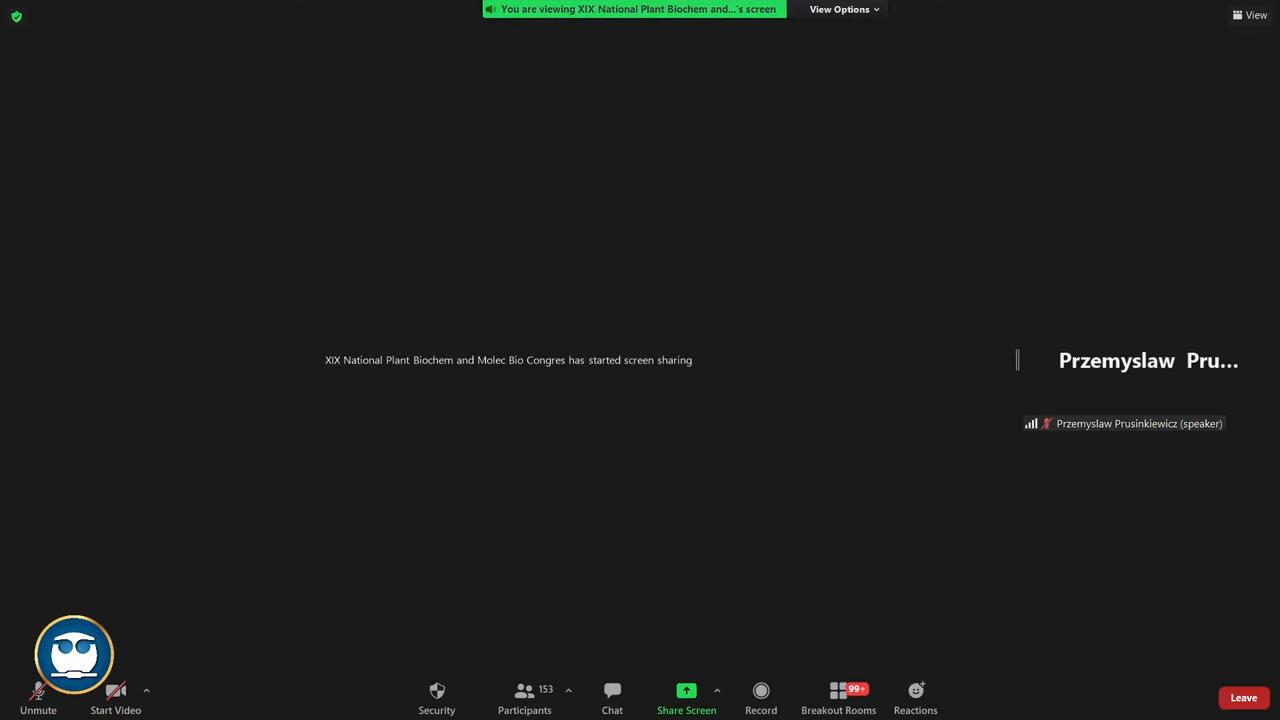 You are viewing XIX National Plant Biochem and...'s screen
View Options
View
XIX National Plant Biochem and Molec Bio Congres has started screen sharing
Przemyslaw Pru...
Przemyslaw Prusinkiewicz (speaker)
Unmute
Start Video
Security
Participants
153
Chat
Share Screen
Record
Breakout Rooms
99+
Reactions
Leave